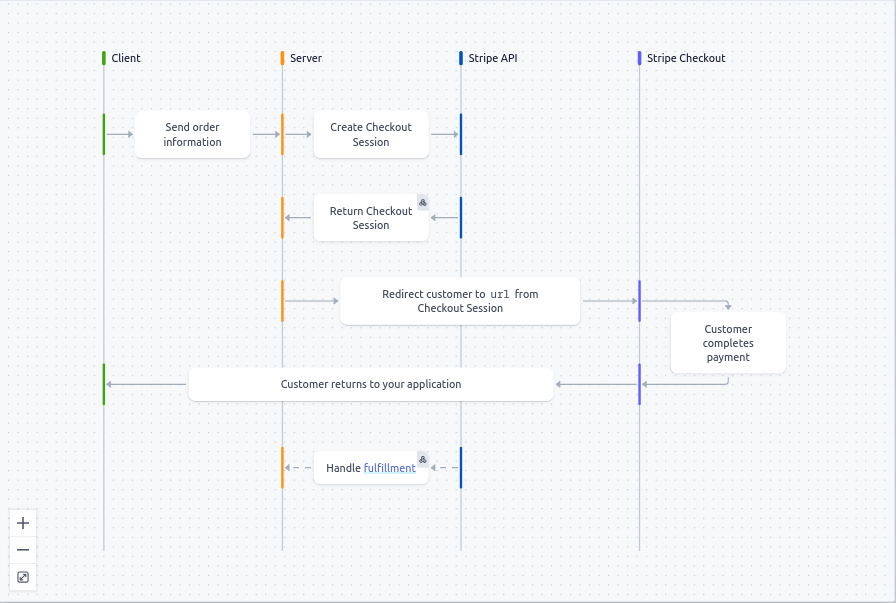 Client
Server
Stripe API
Stripe Checkout
Send order
information
Create Checkout
Session
Return Checkout
Session
Redirect customer to url from
Checkout Session
Customer
completes
payment
Customer returns to your application
Handle fulfillment